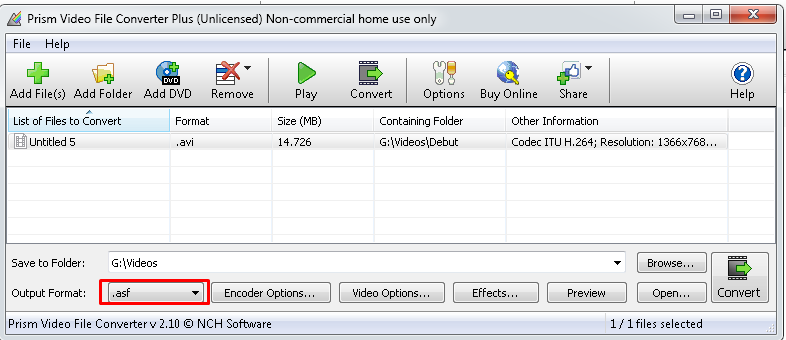 Prism Video File Converter Plus (Unlicensed) Non-commercial home use only
File Help
Add File(s) Add Folder Add DVD Remove Play Convert Options Buy Online Share Help
List of Files to Convert Format Size (MB) Containing Folder Other Information
Untitled 5 .avi 14.726 G:\Videos\Debut Codec ITU H.264; Resolution: 1366x768...
Save to Folder: G:\Videos Browse...
Output Format: .asf Encoder Options... Video Options... Effects... Preview Open... Convert
Prism Video File Converter v 2.10 © NCH Software 1 / 1 files selected